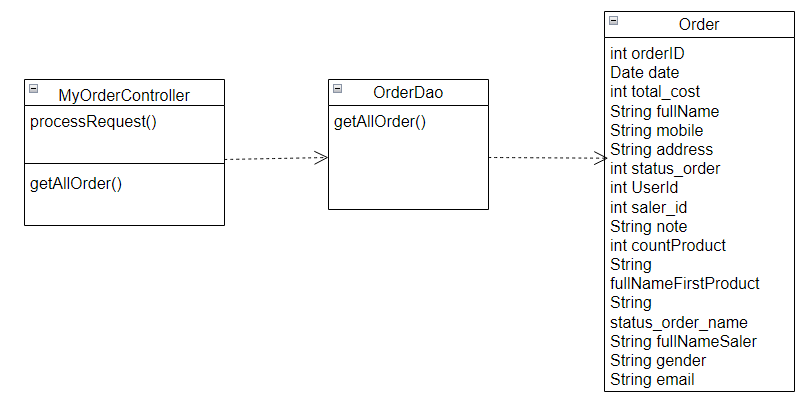 MyOrderController
processRequest()
getAllOrder()
OrderDao
getAllOrder()
Order
int orderID
Date date
int total_cost
String fullName
String mobile
String address
int status_order
int UserId
int saler_id
String note
int countProduct
String
fullNameFirstProduct
String
status_order_name
String fullNameSaler
String gender
String email